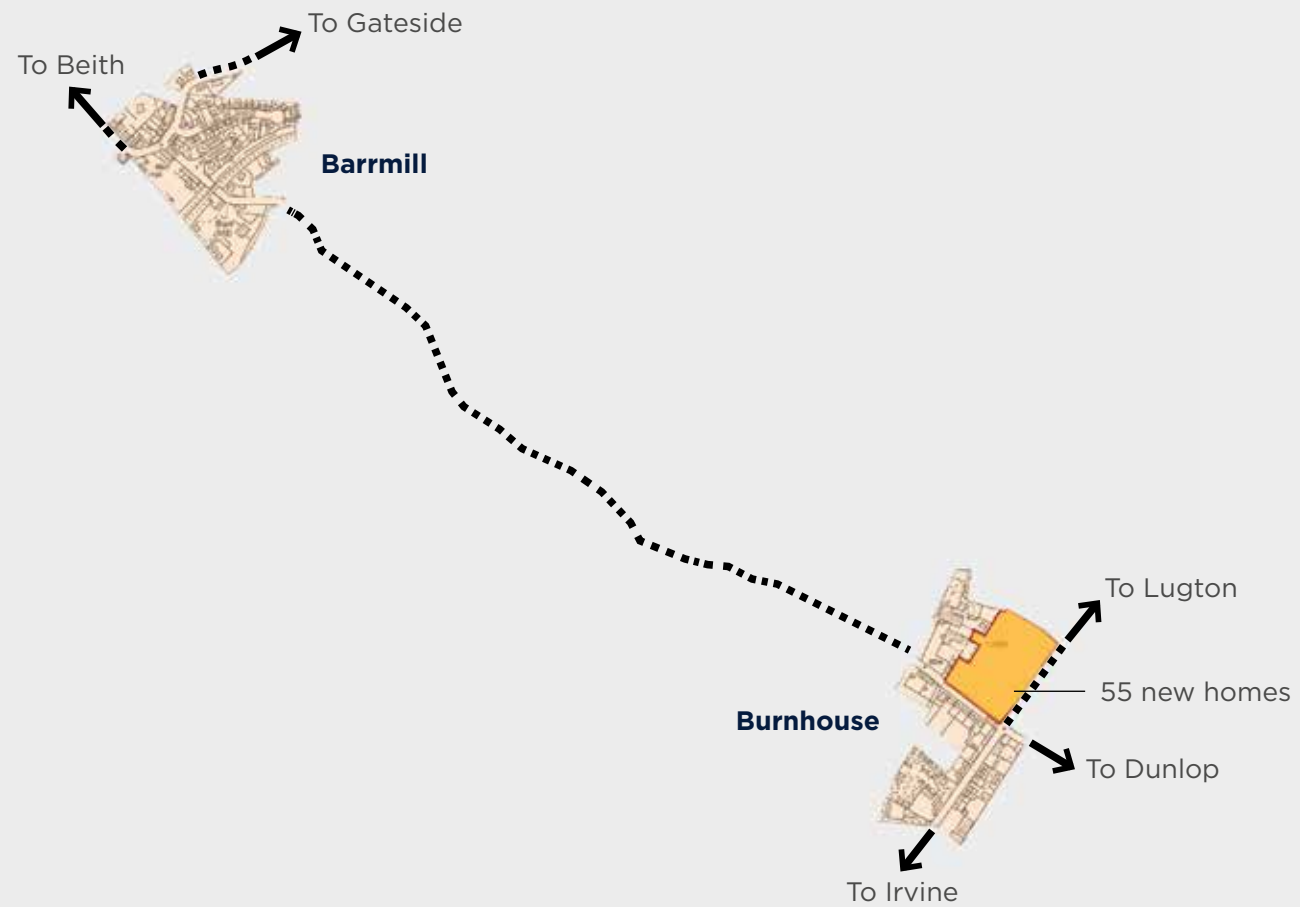 To Gateside
To Beith
Barrmill
To Lugton
55 new homes
Burnhouse
To Dunlop
To Irvine